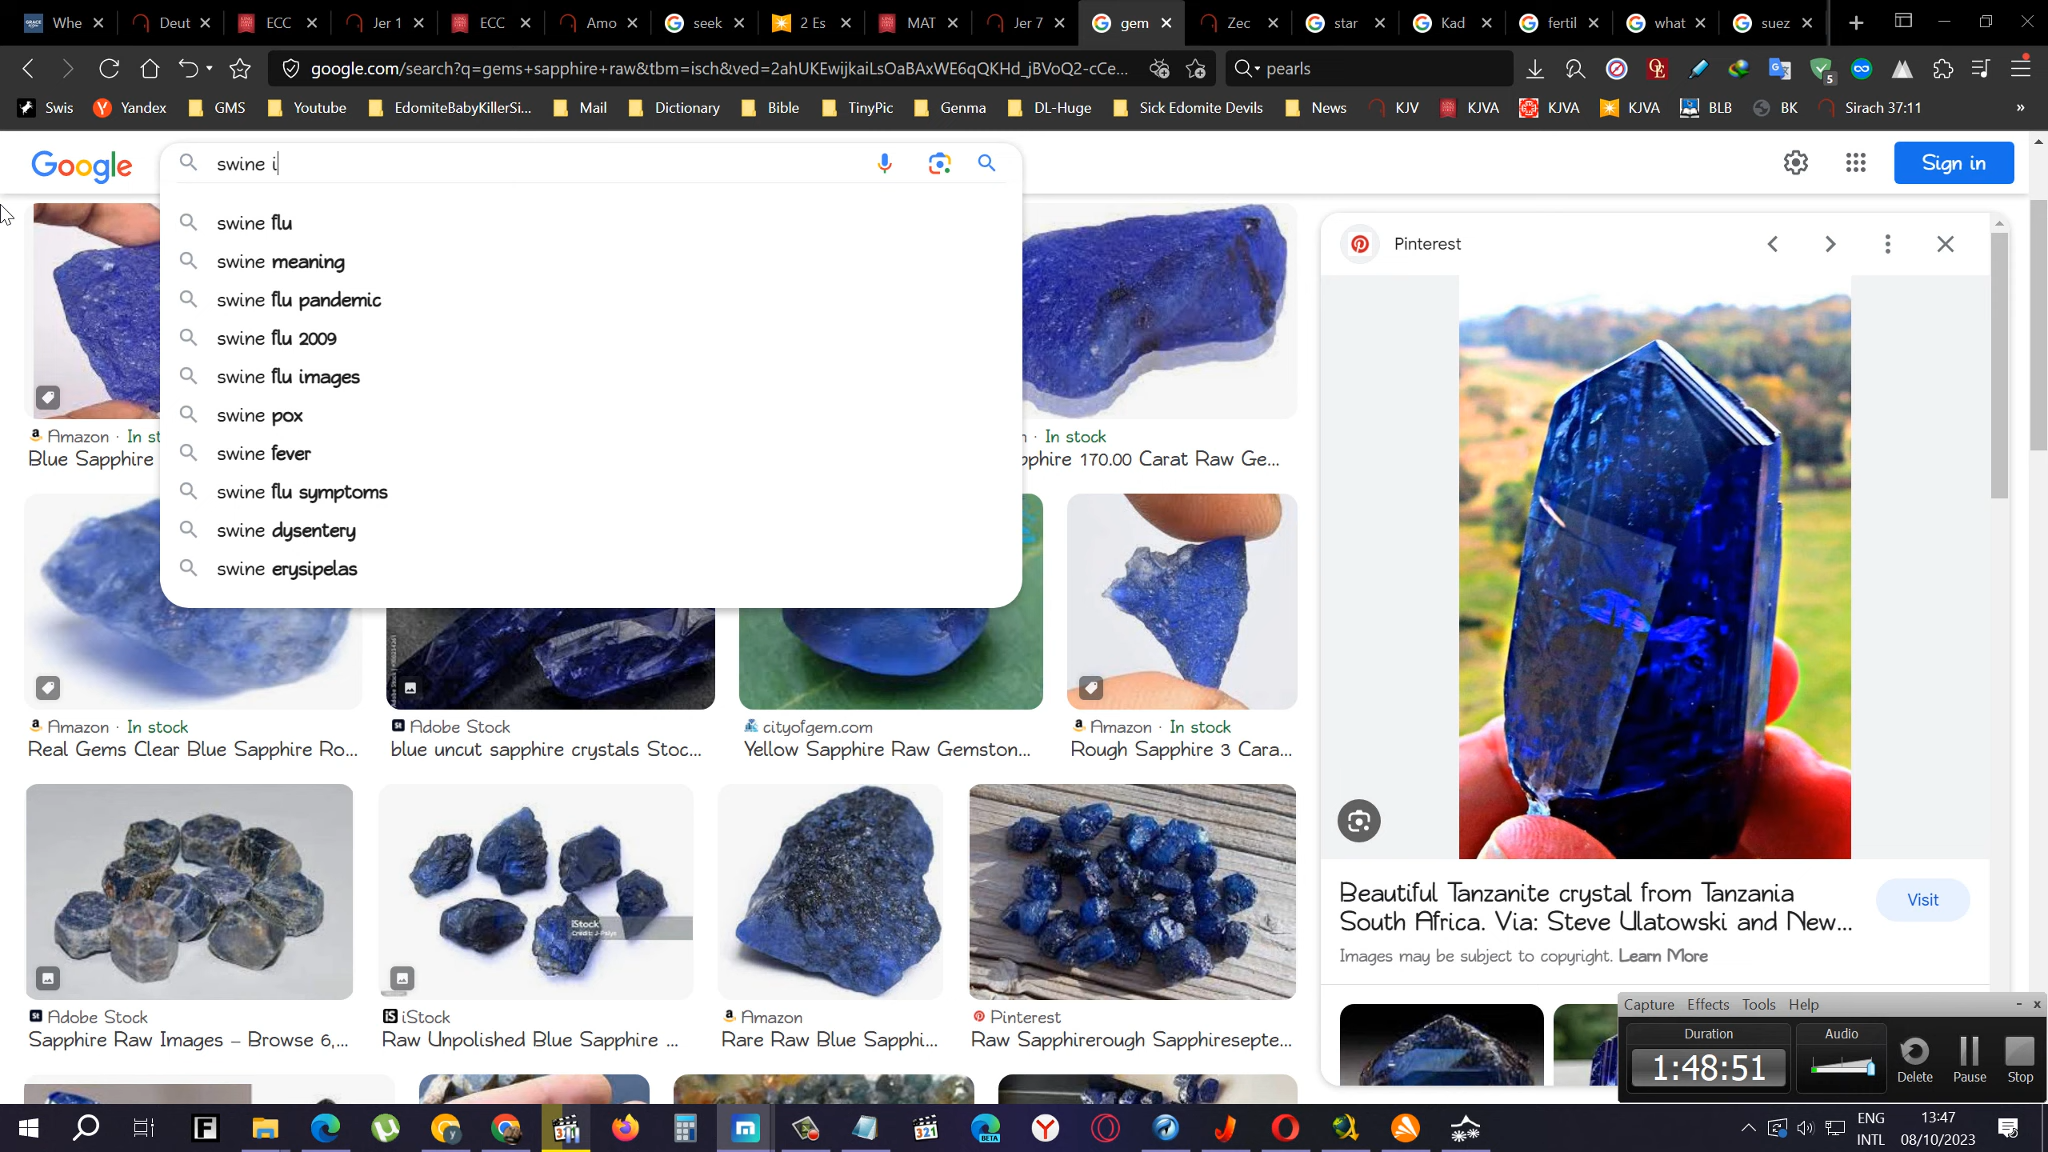 Whe
Deut
ECC
Jer 1
ECC
Amo
seek
2 Es
MAT
Jer 7
gem
Zec
star
Kad
fertil
what
suez
google.com/search?q=gems+sapphire+raw&tbm=isch&ved=2ahUKEwijkaiLsOaBAxWE6qQKHd_jBVoQ2-cCe...
pearls
5
Swis
Yandex
GMS
Youtube
EdomiteBabyKillerSi...
Mail
Dictionary
Bible
TinyPic
Genma
DL-Huge
Sick Edomite Devils
News
KJV
KJVA
KJVA
KJVA
BLB
BK
Sirach 37:11
»
Google
swine i
Sign in
swine flu
swine meaning
swine flu pandemic
swine flu 2009
swine flu images
swine pox
swine fever
swine flu symptoms
swine dysentery
swine erysipelas
Pinterest
Amazon · In st
Blue Sapphire
n · In stock
pphire 170.00 Carat Raw Ge...
Amazon · In stock
Real Gems Clear Blue Sapphire Ro...
Adobe Stock
blue uncut sapphire crystals Stoc...
cityofgem.com
Yellow Sapphire Raw Gemston...
Amazon · In stock
Rough Sapphire 3 Cara...
Beautiful Tanzanite crystal from Tanzania
South Africa. Via: Steve Ulatowski and New...
Visit
Images may be subject to copyright. Learn More
iStock
Adobe Stock
Sapphire Raw Images – Browse 6,...
iStock
Raw Unpolished Blue Sapphire ...
Amazon
Rare Raw Blue Sapphi...
Pinterest
Raw Sapphirerough Sapphiresepte...
Capture Effects Tools Help
Duration
1:48:51
Audio
Delete
Pause
Stop
ENG
INTL
13:47
08/10/2023